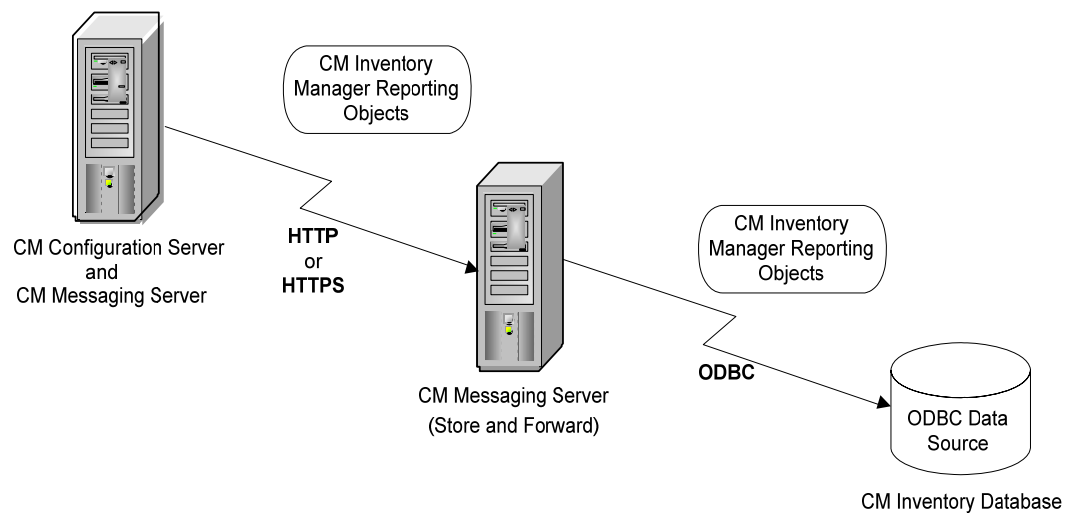 CM Inventory
Manager Reporting
Objects
CM Configuration Server
and
CM Messaging Server
HTTP
or
HTTPS
CM Messaging Server
(Store and Forward)
CM Inventory
Manager Reporting
Objects
ODBC
ODBC Data
Source
CM Inventory Database